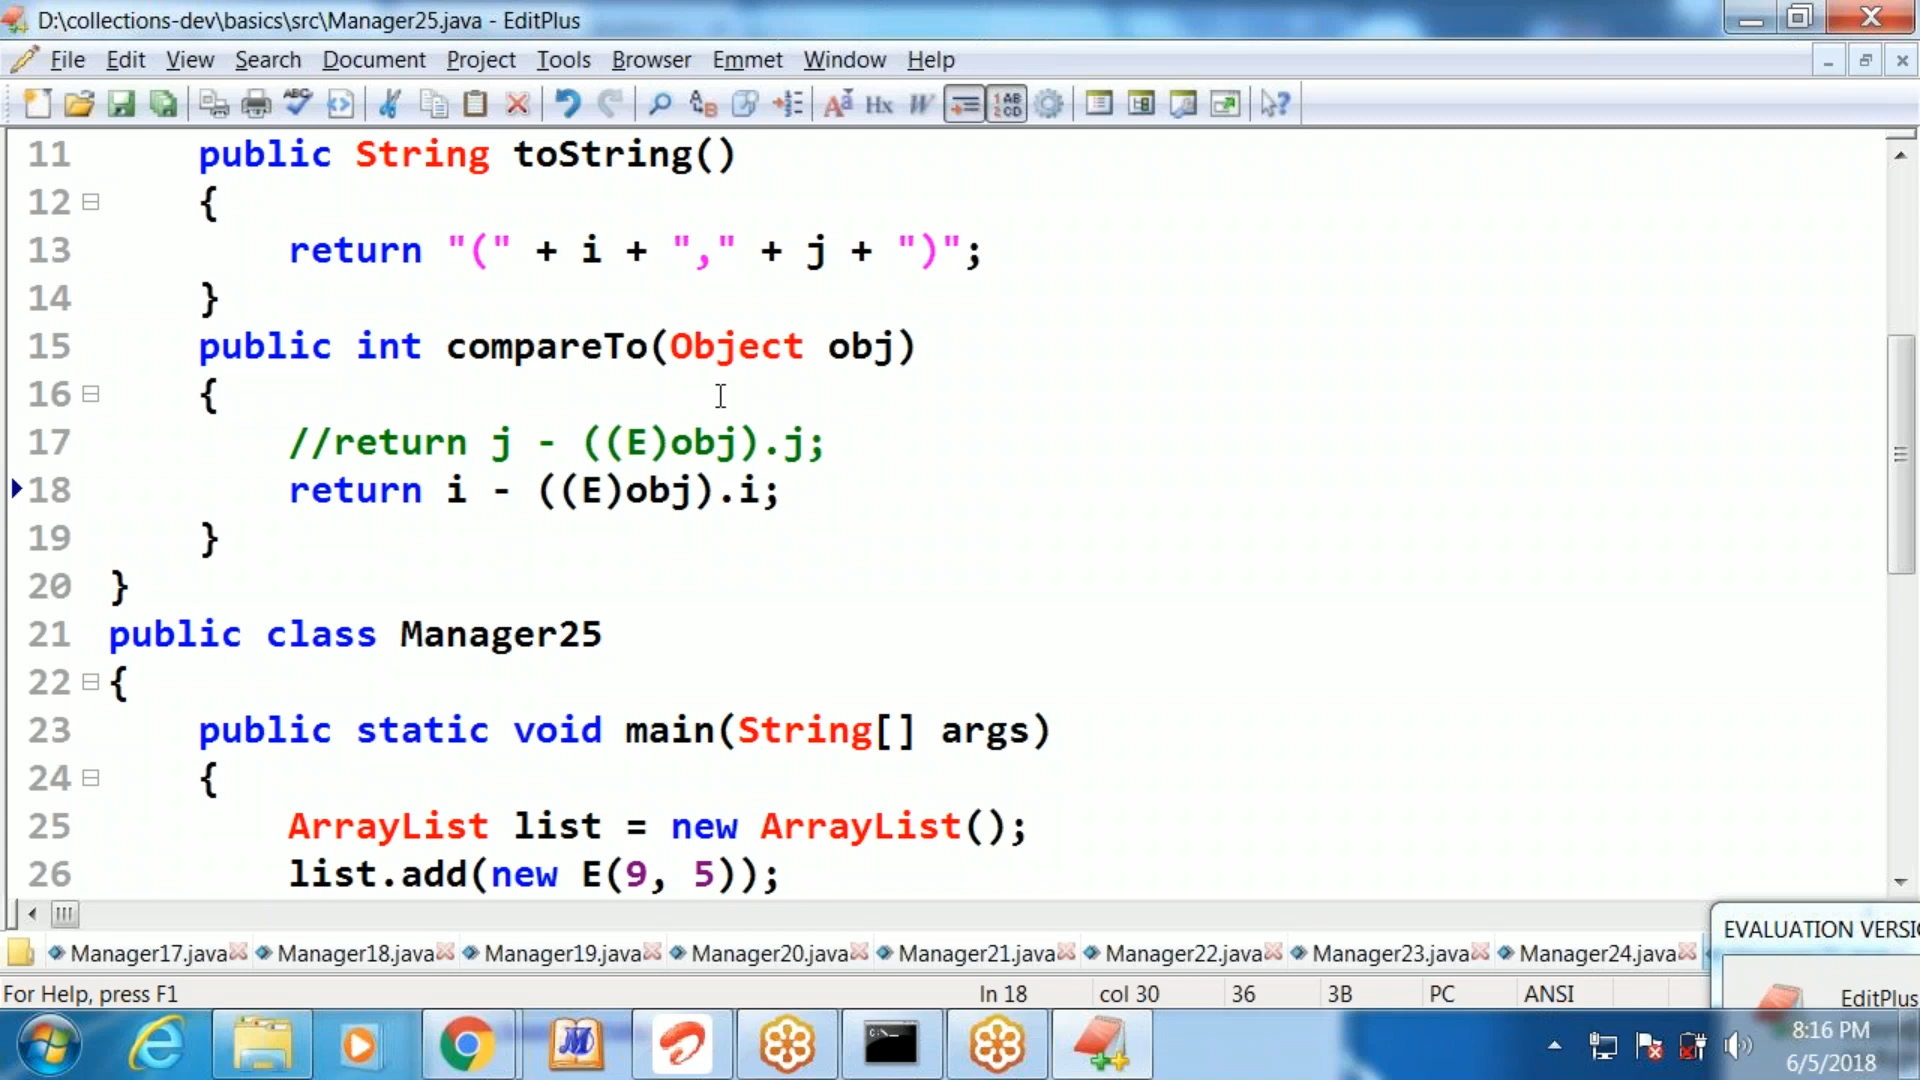 D:\collections-dev\basics\src\Manager25.java - EditPlus
File Edit View Search Document Project Tools Browser Emmet Window Help
11 public String toString()
12 {
13 return "(" + i + "," + j + ")";
14 }
15 public int compareTo(Object obj)
16 {
17 //return j - ((E)obj).j;
18 return i - ((E)obj).i;
19 }
20 }
21 public class Manager25
22 {
23 public static void main(String[] args)
24 {
25 ArrayList list = new ArrayList();
26 list.add(new E(9, 5));
EVALUATION VERSI
Manager17.java Manager18.java Manager19.java Manager20.java Manager21.java Manager22.java Manager23.java Manager24.java
For Help, press F1 ln 18 col 30 36 3B PC ANSI
EditPlus
8:16 PM
6/5/2018